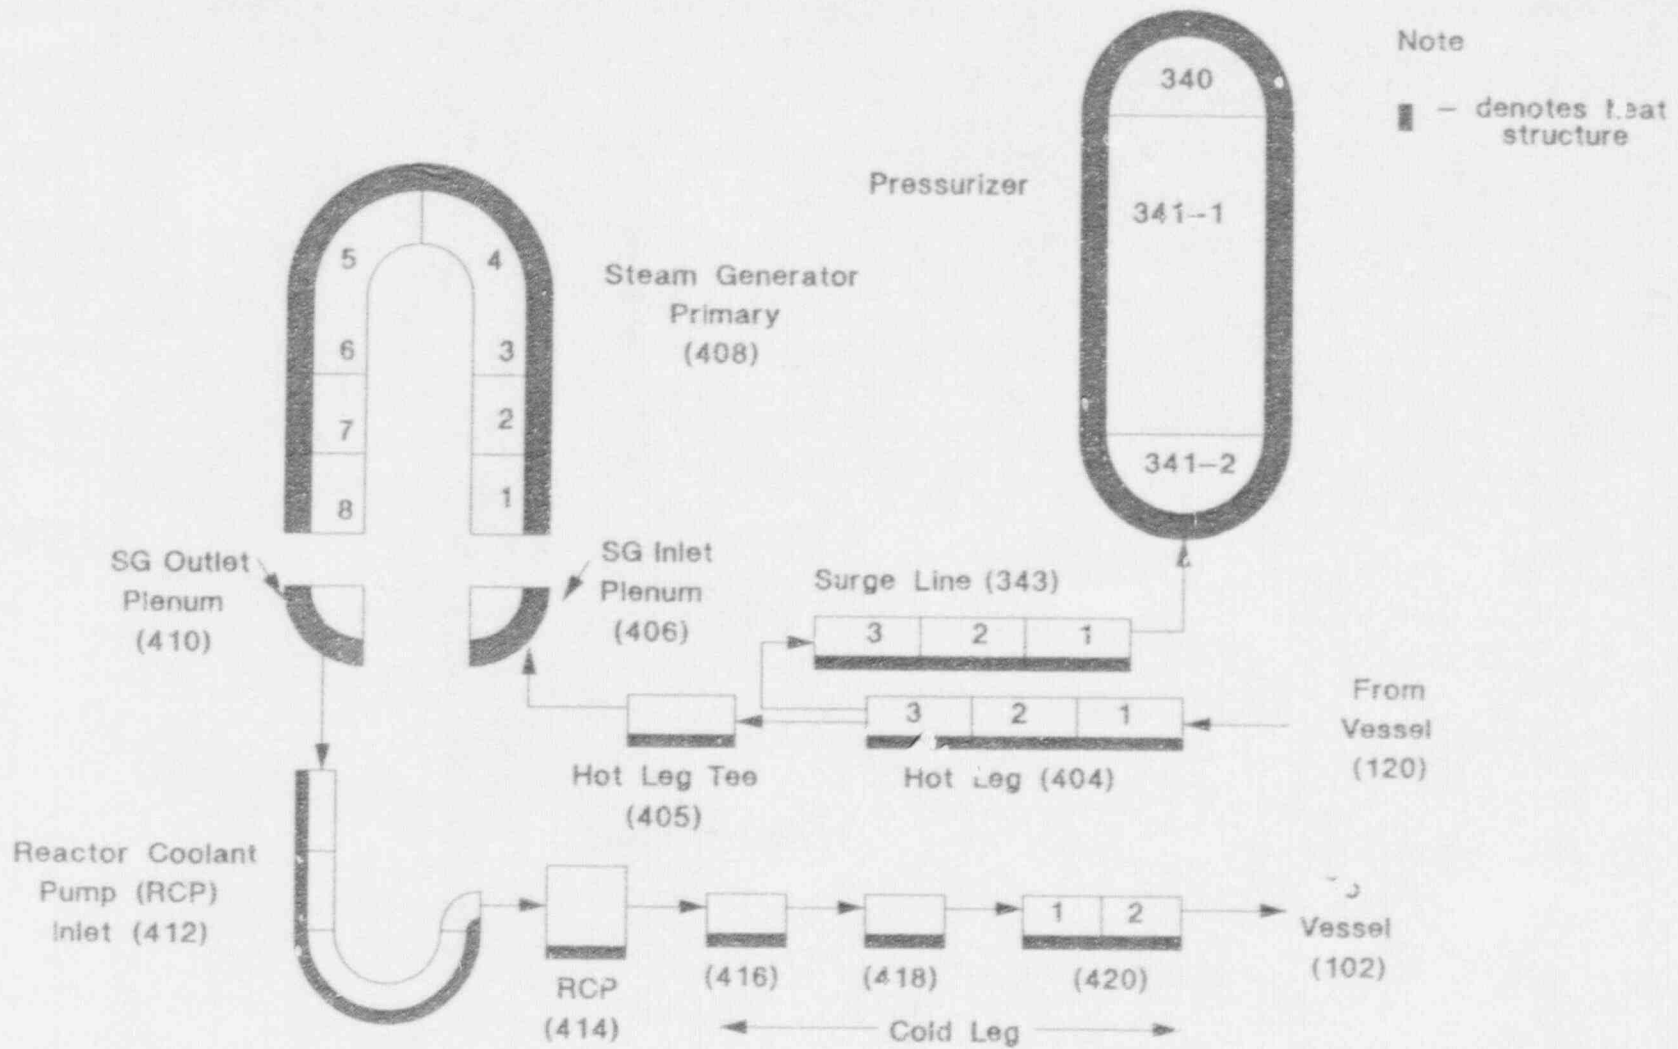 Note
– denotes heat
structure
340
341--1
341-2
Pressurizer
5
4
6
3
7
2
8
1
Steam Generator
Primary
(408)
SG Outlet
Plenum
(410)
SG Inlet
Plenum
(406)
Surge Line (343)
3 2 1
3 2 1
From
Vessel
(120)
Hot Leg Tee
(405)
Hot Leg (404)
Reactor Coolant
Pump (RCP)
Inlet (412)
RCP
(414)
(416)
(418)
1 2
(420)
Vessel
(102)
Cold Leg